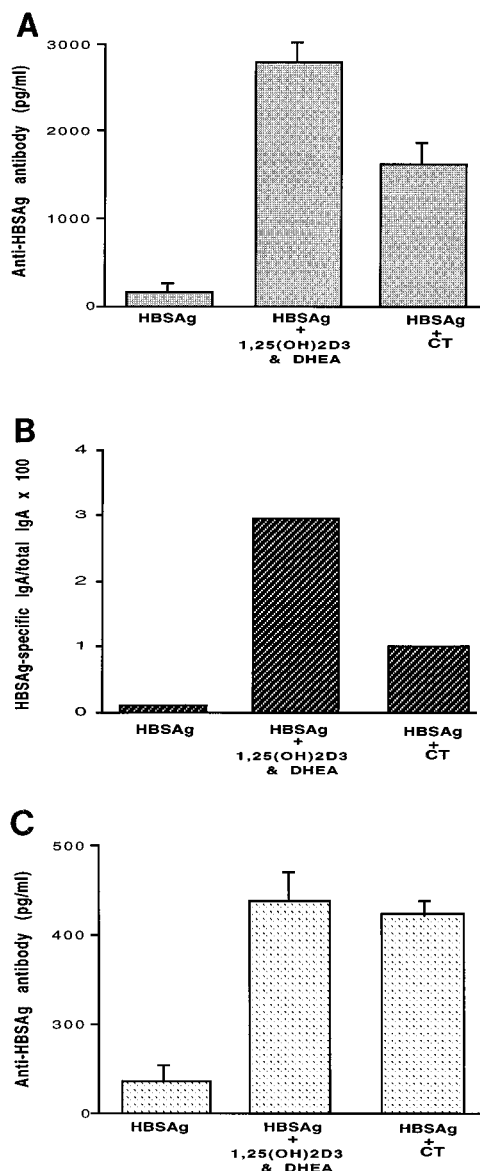 A
Anti-HBSAg antibody (pg/ml)
3000
2000
1000
0
HBSAg
HBSAg
+
1,25(OH)2D3
& DHEA
HBSAg
+
CT
B
HBSAg-specific IgA/total IgA x 100
4
3
2
1
0
HBSAg
HBSAg
+
1,25(OH)2D3
& DHEA
HBSAg
+
CT
C
Anti-HBSAg antibody (pg/ml)
500
400
300
0
HBSAg
HBSAg
+
1,25(OH)2D3
& DHEA
HBSAg
+
CT